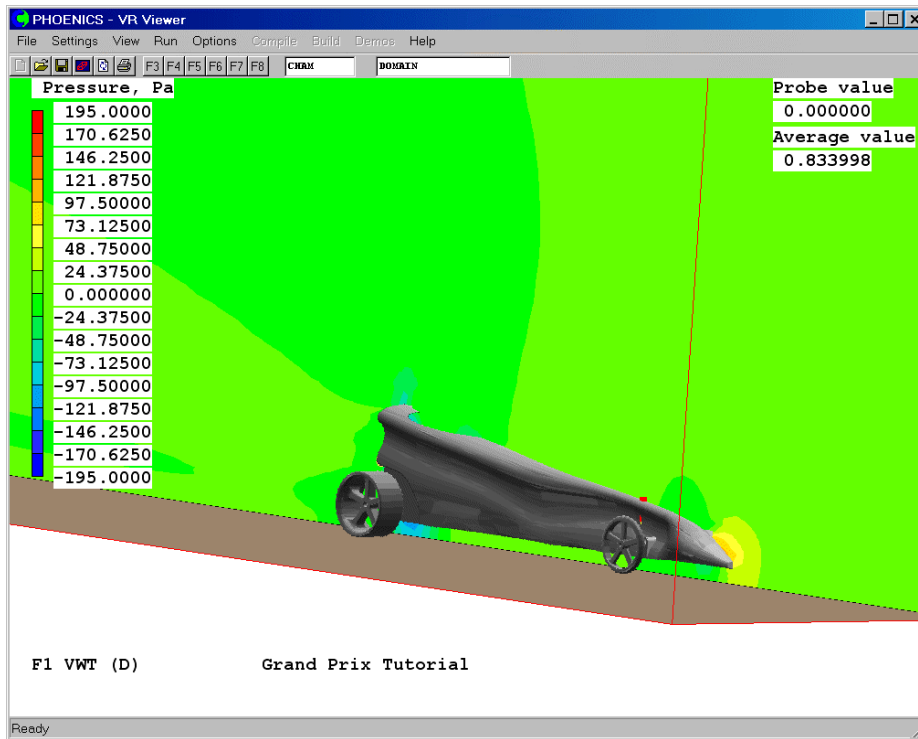 PHOENICS - VR Viewer
File Settings View Run Options Compile Build Demos Help
F3 F4 F5 F6 F7 F8 CHAM DOMAIN
Pressure, Pa
195.0000
170.6250
146.2500
121.8750
97.50000
73.12500
48.75000
24.37500
0.000000
-24.37500
-48.75000
-73.12500
-97.50000
-121.8750
-146.2500
-170.6250
-195.0000
Probe value
0.000000
Average value
0.833998
F1 VWT (D) Grand Prix Tutorial
Ready